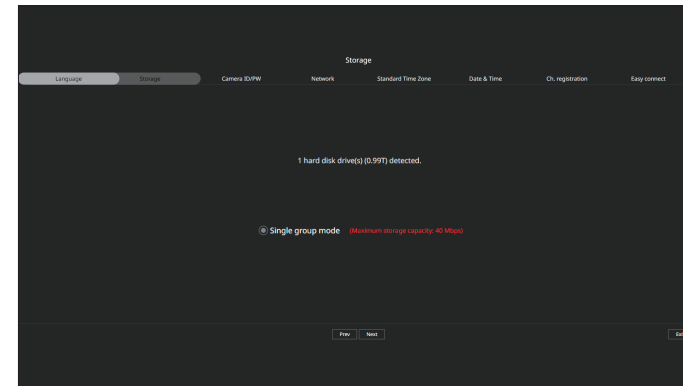 Storage
Language Storage Camera ID/PW Network Standard Time Zone Date & Time Ch. registration Easy connect
1 hard disk drive(s) (0.99T) detected.
Single group mode (Maximum storage capacity: 40 Mbps)
Prev Next